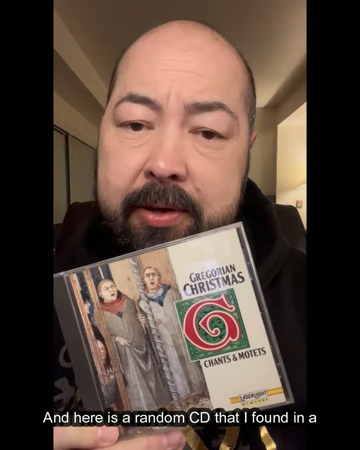 GREGORIAN
CHRISTMAS
G
CHANTS & MOTETS
LASERLIGHT
DIGITAL
And here is a random CD that I found in a